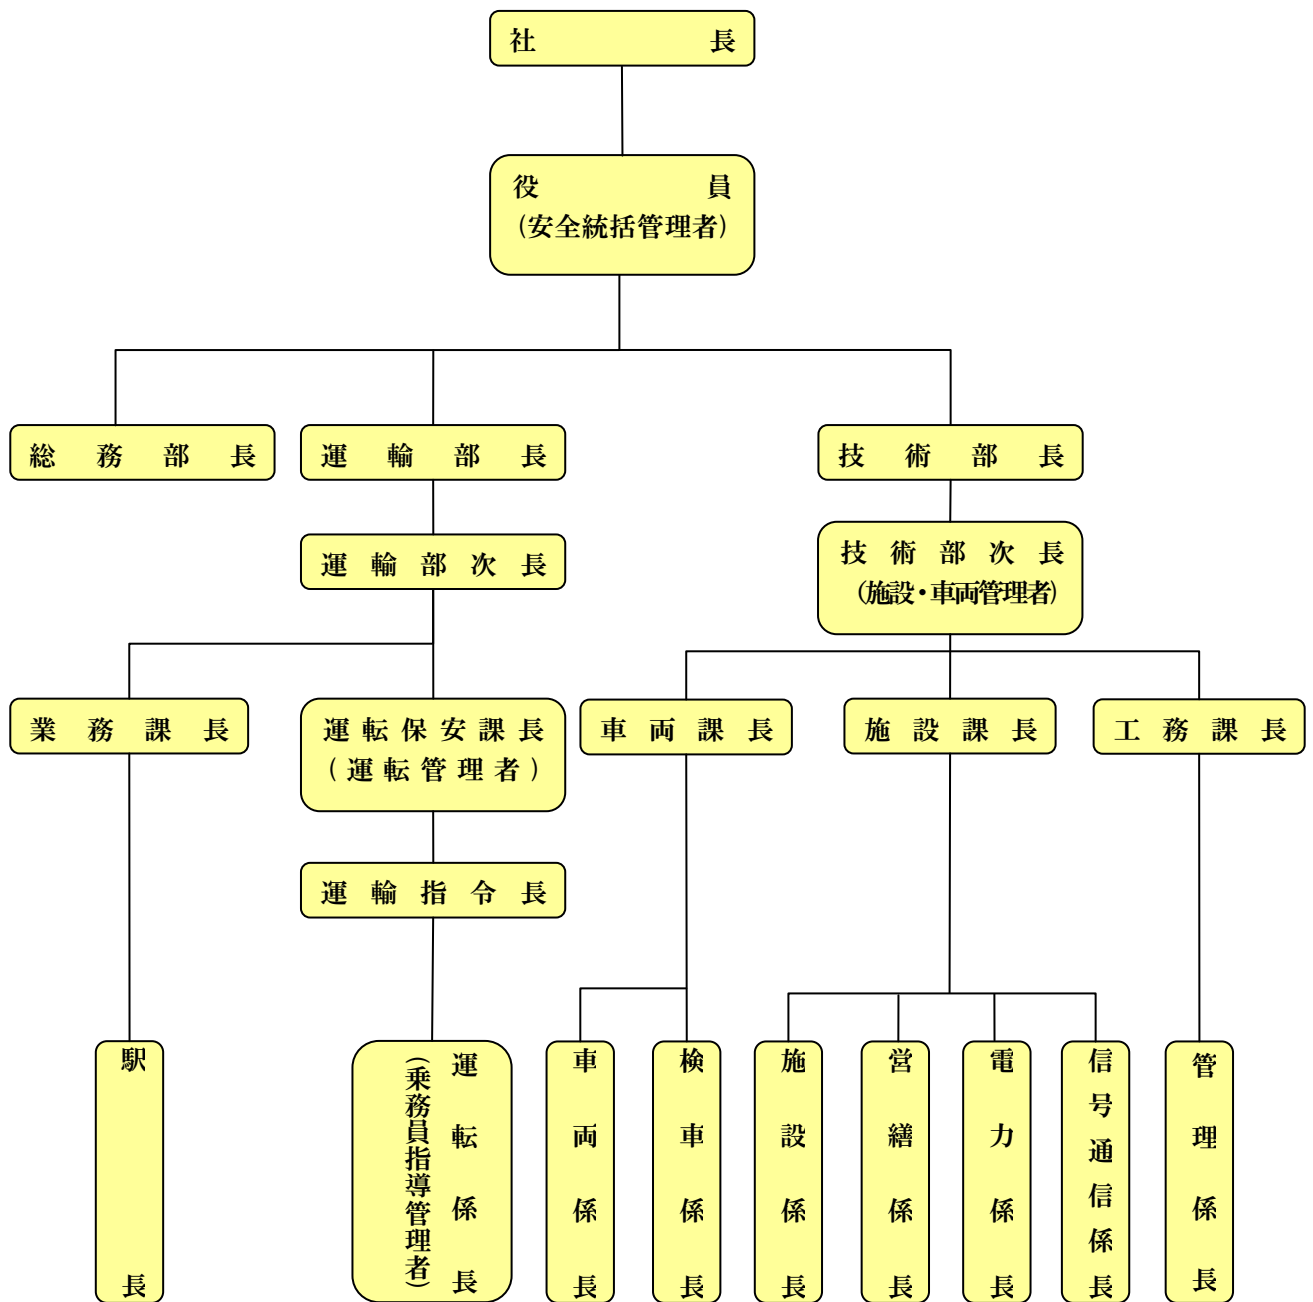 社長
役員
（安全統括管理者）
総務部長
運輸部長
技術部長
運輸部次長
技術部次長
（施設・車両管理者）
業務課長
運転保安課長
（運転管理者）
車両課長
施設課長
工務課長
運輸指令長
駅長
運転係長
（乗務員指導管理者）
車両係長
検車係長
施設係長
営繕係長
電力係長
信号通信係長
管理係長